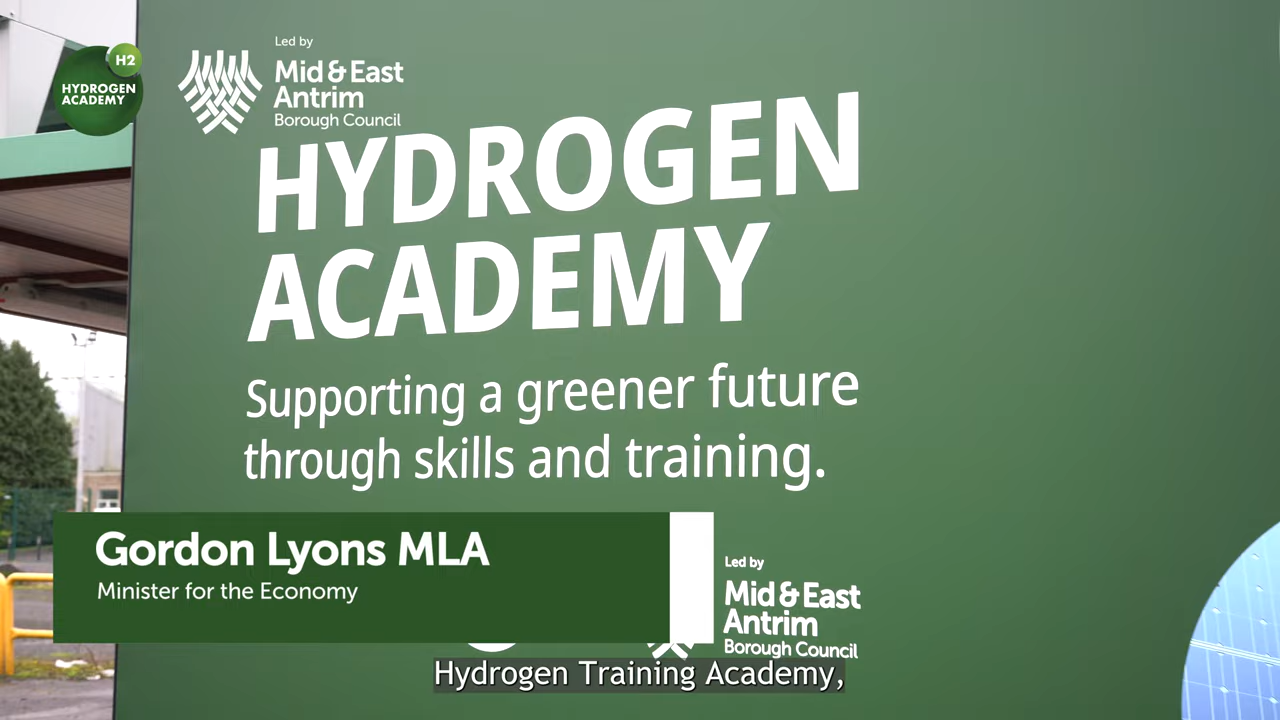 H2
HYDROGEN
ACADEMY
Led by
Mid & East
Antrim
Borough Council
HYDROGEN
ACADEMY
Supporting a greener future
through skills and training.
Gordon Lyons MLA
Minister for the Economy
Led by
Mid & East
Antrim
Borough Council
Hydrogen Training Academy,